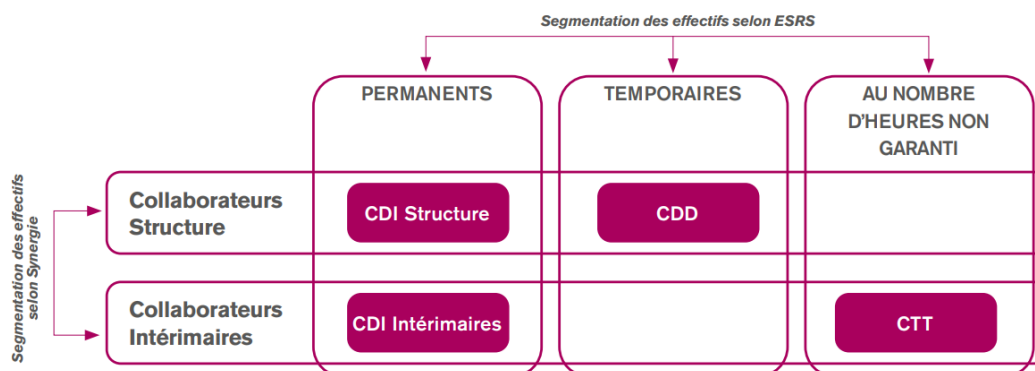 Segmentation des effectifs selon ESRS
PERMANENTS
TEMPORAIRES
AU NOMBRE
D'HEURES NON
GARANTI
Segmentation des effectifs
selon Synergie
Collaborateurs
Structure
CDI Structure
CDD
Collaborateurs
Intérimaires
CDI Intérimaires
CTT